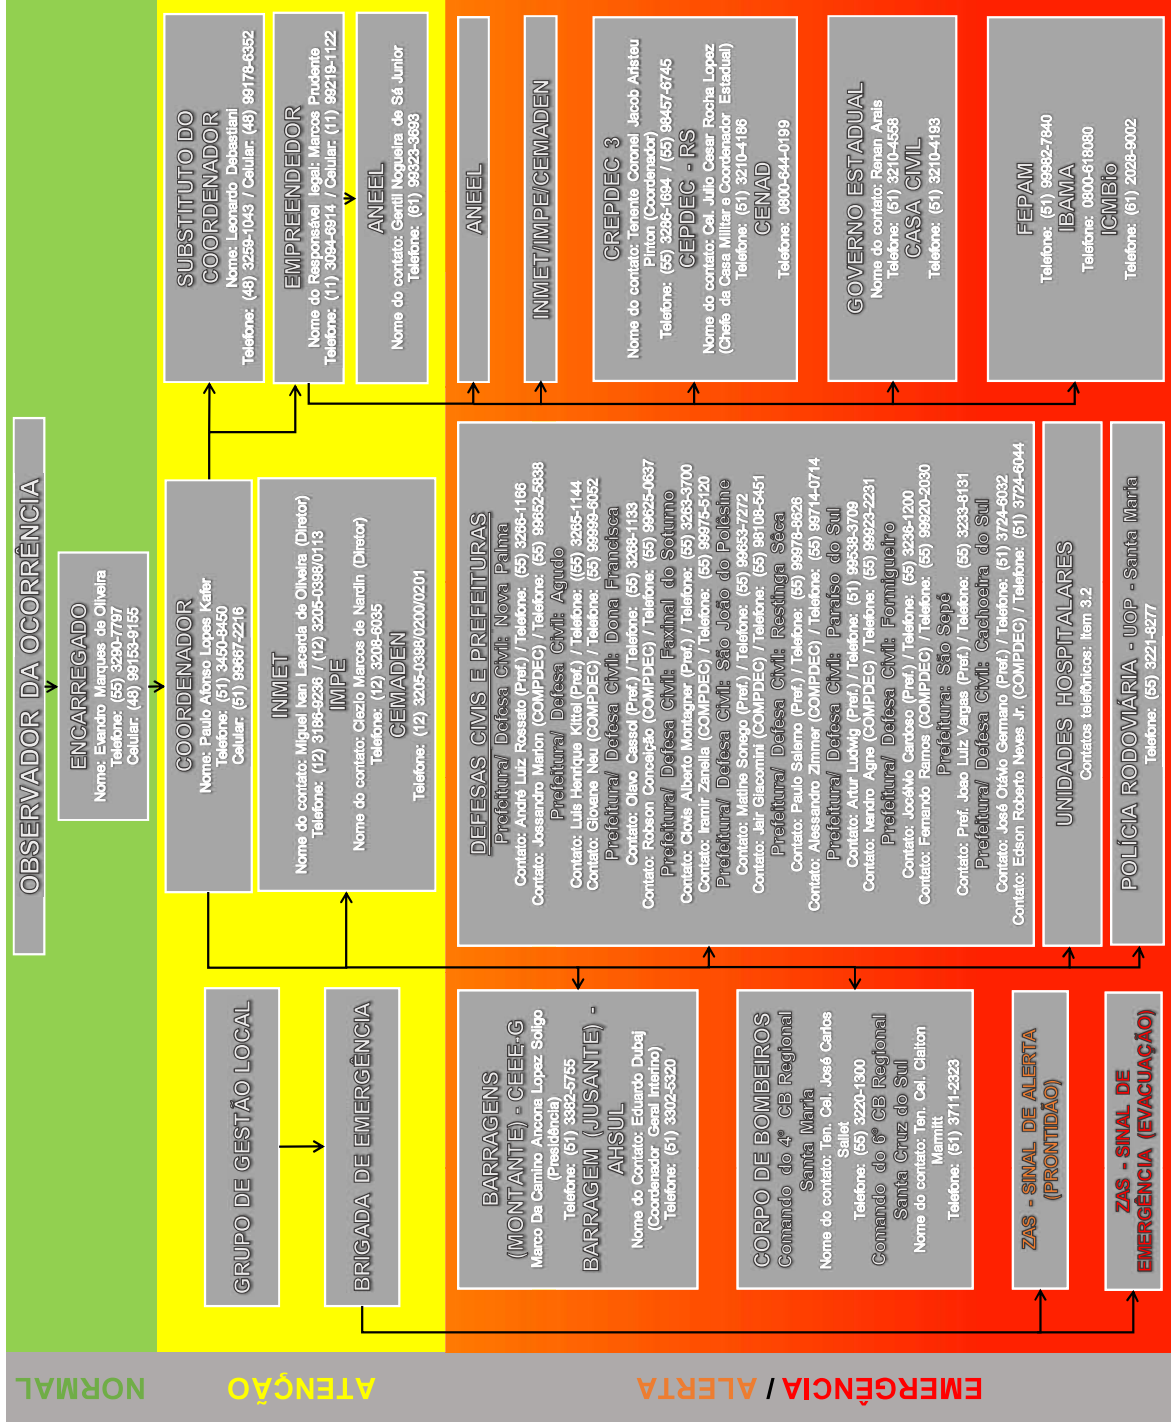 NORMAL
ATENÇÃO
ALERTA / EMERGÊNCIA
OBSERVADOR DA OCORRÊNCIA
ENCARREGADO
Nome: Evandro Marques de Oliveira
Telefone: (55) 3290-7797
Celular: (48) 99153-9155
GRUPO DE GESTÃO LOCAL
BRIGADA DE EMERGÊNCIA
COORDENADOR
Nome: Paulo Afonso Lopes Kafer
Telefone: (51) 3450-8450
Celular: (51) 99667-2216
INMET
Nome do contato: Miguel Ivan Lacerda de Oliveira (Diretor)
Telefone: (12) 3186-9236 / (12) 3205-0398/0113
IMPE
Nome do contato: Clezio Marcos de Nardin (Diretor)
Telefone: (12) 3208-6035
CEMADEN
Telefone: (12) 3205-0398/0200/0201
SUBSTITUTO DO
COORDENADOR
Nome: Leonardo Debastiani
Telefone: (48) 3259-1043 / Celular: (48) 99178-6352
EMPREENDEDOR
Nome do Responsável legal: Marcos Prudente
Telefone: (11) 3094-6914 / Celular: (11) 99219-1122
ANEEL
Nome do contato: Gentil Nogueira de Sá Junior
Telefone: (61) 99323-3693
BARRAGENS
(MONTANTE) - CEEE-G
Marco Da Camino Ancona Lopez Soligo
(Presidência)
Telefone: (51) 3382-5755
BARRAGEM (JUSANTE) -
AHSUL
Nome do Contato: Eduardo Dubaj
(Coordenador Geral Interino)
Telefone: (51) 3302-5320
CORPO DE BOMBEIROS
Comando do 4º CB Regional
Santa Maria
Nome do contato: Ten. Cel. José Carlos
Sallet
Telefone: (55) 3220-1300
Comando do 6º CB Regional
Santa Cruz do Sul
Nome do contato: Ten. Cel. Claiton
Marmitt
Telefone: (51) 3711-2323
ZAS - SINAL DE ALERTA
(PRONTIDÃO)
ZAS - SINAL DE
EMERGÊNCIA (EVACUAÇÃO)
DEFESAS CIVIS E PREFEITURAS
Prefeitura/ Defesa Civil: Nova Palma
Contato: André Luiz Rossato (Pref.) / Telefone: (55) 3266-1166
Contato: Jossandro Marion (COMPDEC) / Telefone: (55) 99652-5838
Prefeitura/ Defesa Civil: Agudo
Contato: Luis Henrique Kittel (Pref.) / Telefone: ((55) 3265-1144
Contato: Giovane Neu (COMPDEC) / Telefone: (55) 99999-6052
Prefeitura/ Defesa Civil: Dona Francisca
Contato: Olavo Cassol (Pref.) / Telefone: (55) 3268-1133
Contato: Robson Conceição (COMPDEC) / Telefone: (55) 99625-0637
Prefeitura/ Defesa Civil: Faxinal do Soturno
Contato: Clovis Alberto Montagner (Pref.) / Telefone: (55) 3263-3700
Contato: Iramir Zanella (COMPDEC) / Telefone: (55) 99975-5120
Prefeitura/ Defesa Civil: São João do Polêsine
Contato: Matine Sonego (Pref.) / Telefone: (55) 99653-7272
Contato: Jair Giacomini (COMPDEC) / Telefone: (55) 98108-5451
Prefeitura/ Defesa Civil: Restinga Sêca
Contato: Paulo Salerno (Pref.) / Telefone: (55) 99978-8626
Contato: Alessandro Zimmer (COMPDEC) / Telefone: (55) 99714-0714
Prefeitura/ Defesa Civil: Paraíso do Sul
Contato: Artur Ludwig (Pref.) / Telefone: (51) 99538-3709
Contato: Ivandro Agne (COMPDEC) / Telefone: (55) 99923-2231
Prefeitura/ Defesa Civil: Formigueiro
Contato: Jocélvio Cardoso (Pref.) / Telefone: (55) 3236-1200
Contato: Fernando Ramos (COMPDEC) / Telefone: (55) 99920-2030
Prefeitura: São Sepé
Contato: Pref. Joao Luiz Vargas (Pref.) / Telefone: (55) 3233-8131
Prefeitura/ Defesa Civil: Cachoeira do Sul
Contato: José Otávio Germano (Pref.) / Telefone: (51) 3724-6032
Contato: Edson Roberto Neves Jr. (COMPDEC) / Telefone: (51) 3724-6044
UNIDADES HOSPITALARES
Contatos telefônicos: Item 3.2
POLÍCIA RODOVIÁRIA - UOP - Santa Maria
Telefone: (55) 3221-8277
ANEEL
INMET/IMPE/CEMADEN
CREPDEC 3
Nome do contato: Tenente Coronel Jacob Aristeu
Pinton (Coordenador)
Telefone: (55) 3286-1694 / (55) 98457-6745
CEPDEC - RS
Nome do contato: Cel. Julio Cesar Rocha Lopez
(Chefe da Casa Militar e Coordenador Estadual)
Telefone: (51) 3210-4186
CENAD
Telefone: 0800-644-0199
GOVERNO ESTADUAL
Nome do contato: Renan Arais
Telefone: (51) 3210-4558
CASA CIVIL
Telefone: (51) 3210-4193
FEPAM
Telefone: (51) 99982-7840
IBAMA
Telefone: 0800-618080
ICMBio
Telefone: (61) 2028-9002